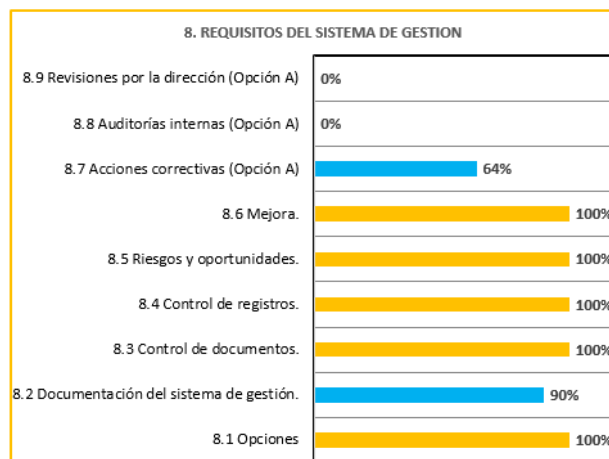 8. REQUISITOS DEL SISTEMA DE GESTION
8.9 Revisiones por la dirección (Opción A) 0%
8.8 Auditorías internas (Opción A) 0%
8.7 Acciones correctivas (Opción A) 64%
8.6 Mejora. 100%
8.5 Riesgos y oportunidades. 100%
8.4 Control de registros. 100%
8.3 Control de documentos. 100%
8.2 Documentación del sistema de gestión. 90%
8.1 Opciones 100%